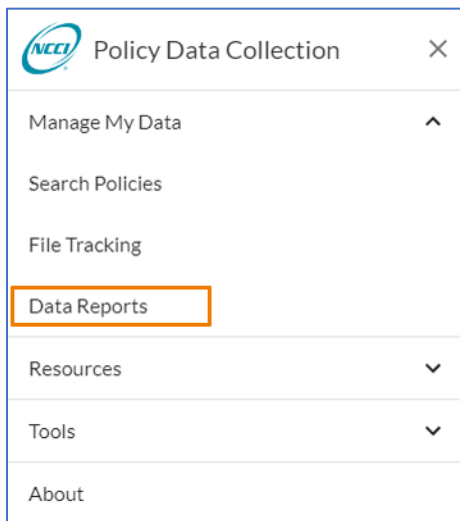 NCCI Policy Data Collection
Manage My Data
Search Policies
File Tracking
Data Reports
Resources
Tools
About